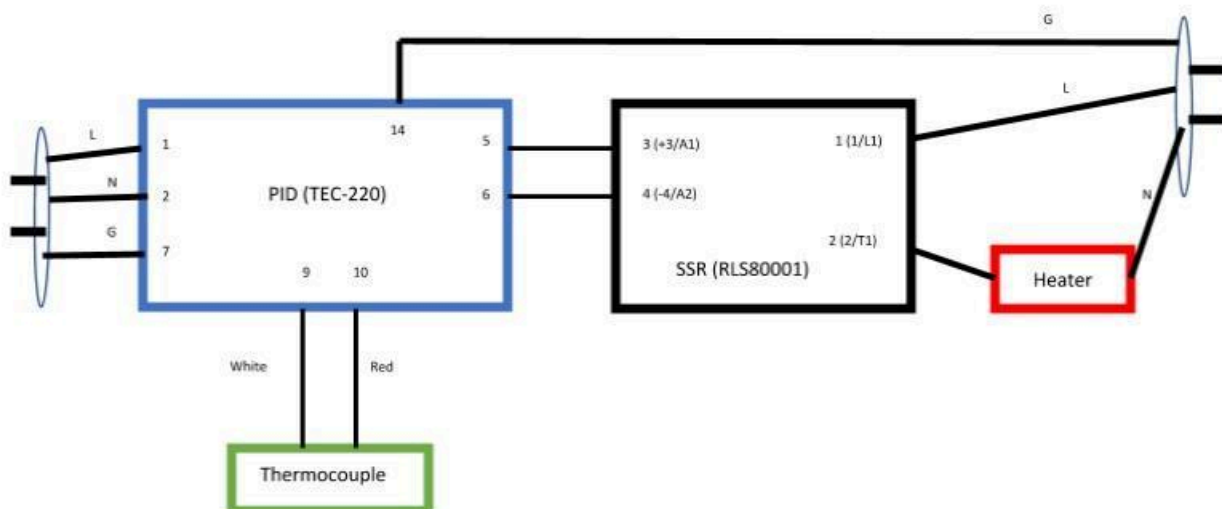 G
L
L
14
1
5
3 (+3/A1)
1 (1/L1)
N
PID (TEC-220)
2
6
4 (-4/A2)
N
G
7
2 (2/T1)
9
10
SSR (RLS80001)
Heater
White
Red
Thermocouple